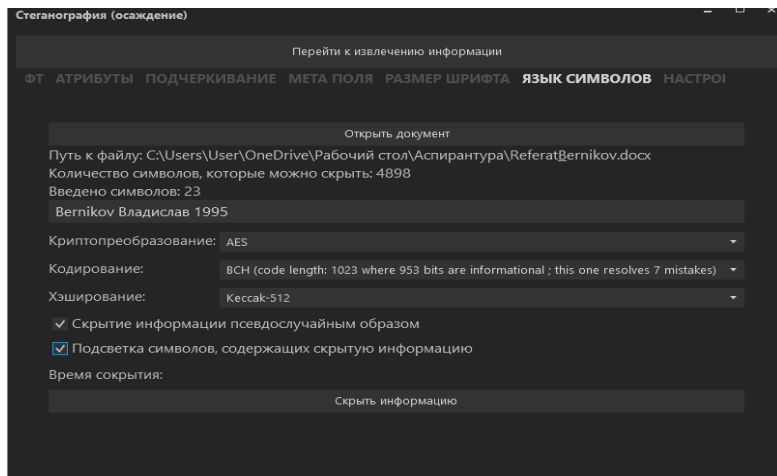 Стеганография (осаждение)
Перейти к извлечению информации
ФТ АТРИБУТЫ ПОДЧЕРКИВАНИЕ МЕТА ПОЛЯ РАЗМЕР ШРИФТА ЯЗЫК СИМВОЛОВ НАСТРОІ
Открыть документ
Путь к файлу: C:\Users\User\OneDrive\Рабочий стол\Аспирантура\ReferatBernikov.docx
Количество символов, которые можно скрыть: 4898
Введено символов: 23
Bernikov Владислав 1995
Криптопреобразование: AES
Кодирование: BCH (code length: 1023 where 953 bits are informational ; this one resolves 7 mistakes)
Хэширование: Keccak-512
Скрытие информации псевдослучайным образом
Подсветка символов, содержащих скрытую информацию
Время сокрытия:
Скрыть информацию